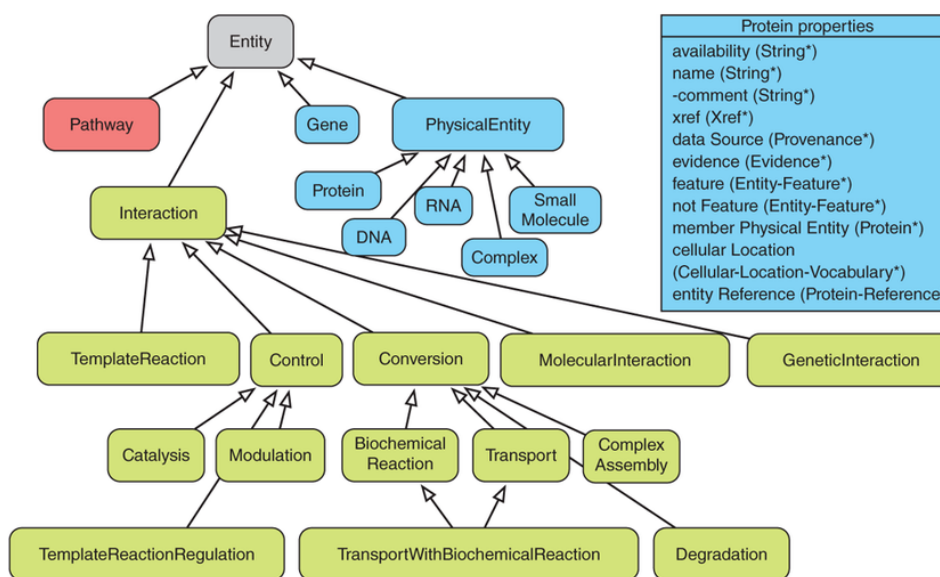 Entity
Pathway
Gene
PhysicalEntity
Protein
RNA
Small
Molecule
DNA
Complex
Interaction
Protein properties
availability (String*)
name (String*)
-comment (String*)
xref (Xref*)
data Source (Provenance*)
evidence (Evidence*)
feature (Entity-Feature*)
not Feature (Entity-Feature*)
member Physical Entity (Protein*)
cellular Location
(Cellular-Location-Vocabulary*)
entity Reference (Protein-Reference
TemplateReaction
Control
Conversion
MolecularInteraction
GeneticInteraction
Catalysis
Modulation
Biochemical
Reaction
Transport
Complex
Assembly
TemplateReactionRegulation
TransportWithBiochemicalReaction
Degradation